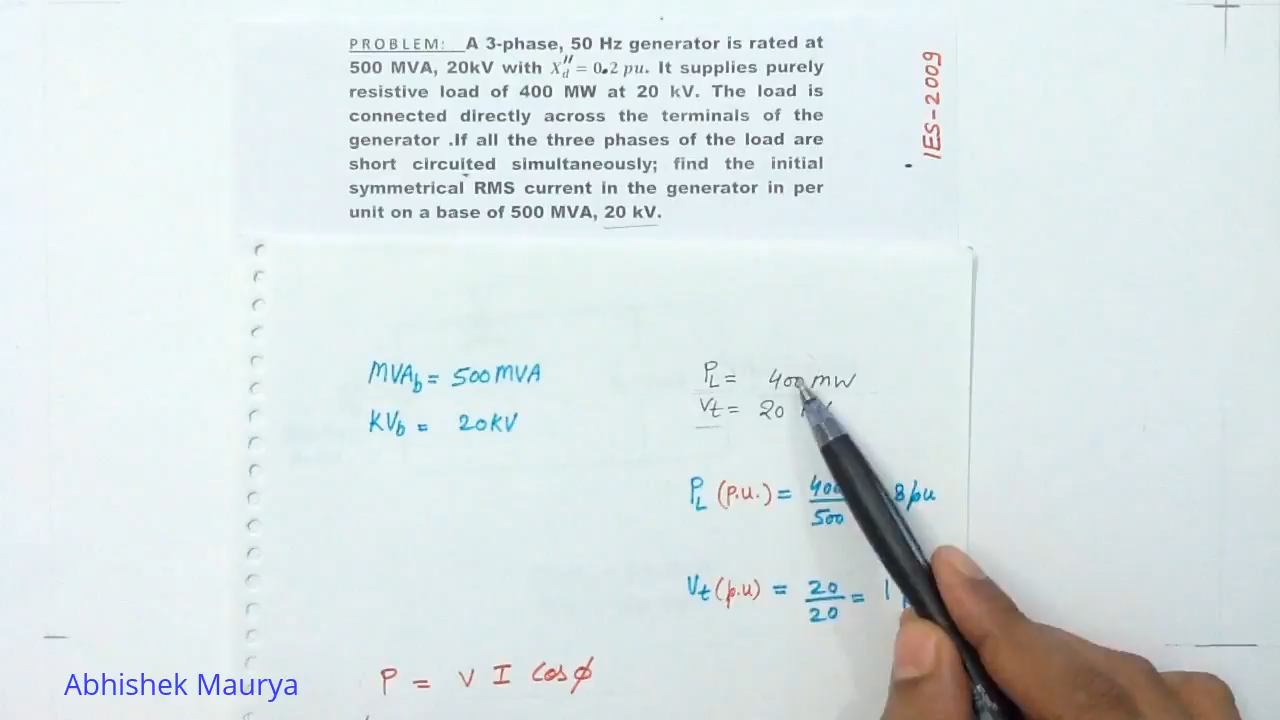 PROBLEM: A 3-phase, 50 Hz generator is rated at
500 MVA, 20kV with X″d = 0.2 pu. It supplies purely
resistive load of 400 MW at 20 kV. The load is
connected directly across the terminals of the
generator .If all the three phases of the load are
short circuited simultaneously; find the initial
symmetrical RMS current in the generator in per
unit on a base of 500 MVA, 20 kV.
IES-2009
MVAb = 500MVA
KVb = 20KV
PL = 400 MW
Vt = 20
PL (p.u.) = 400/500 8pu
Vt (p.u) = 20/20 = 1
P = V I cosϕ
Abhishek Maurya